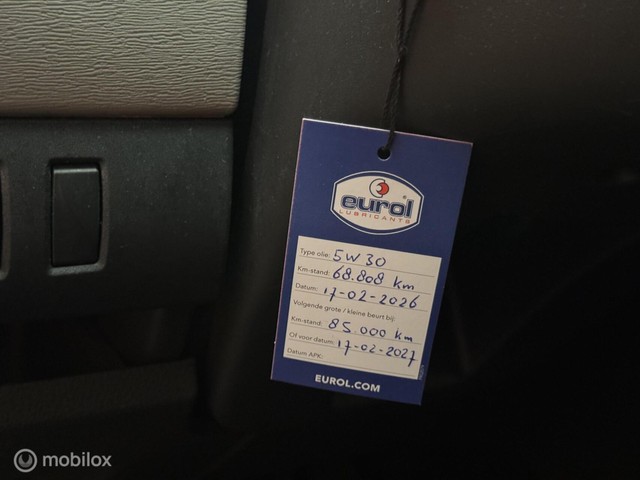 eurol
LUBRICANTS
Type olie: 5W30
Km-stand: 68.808 km
Datum: 17-02-2026
Volgende grote / kleine beurt bij:
Km-stand: 85.000 km
Of voor datum: 17-02-2027
Datum APK:
EUROL.COM
mobilox